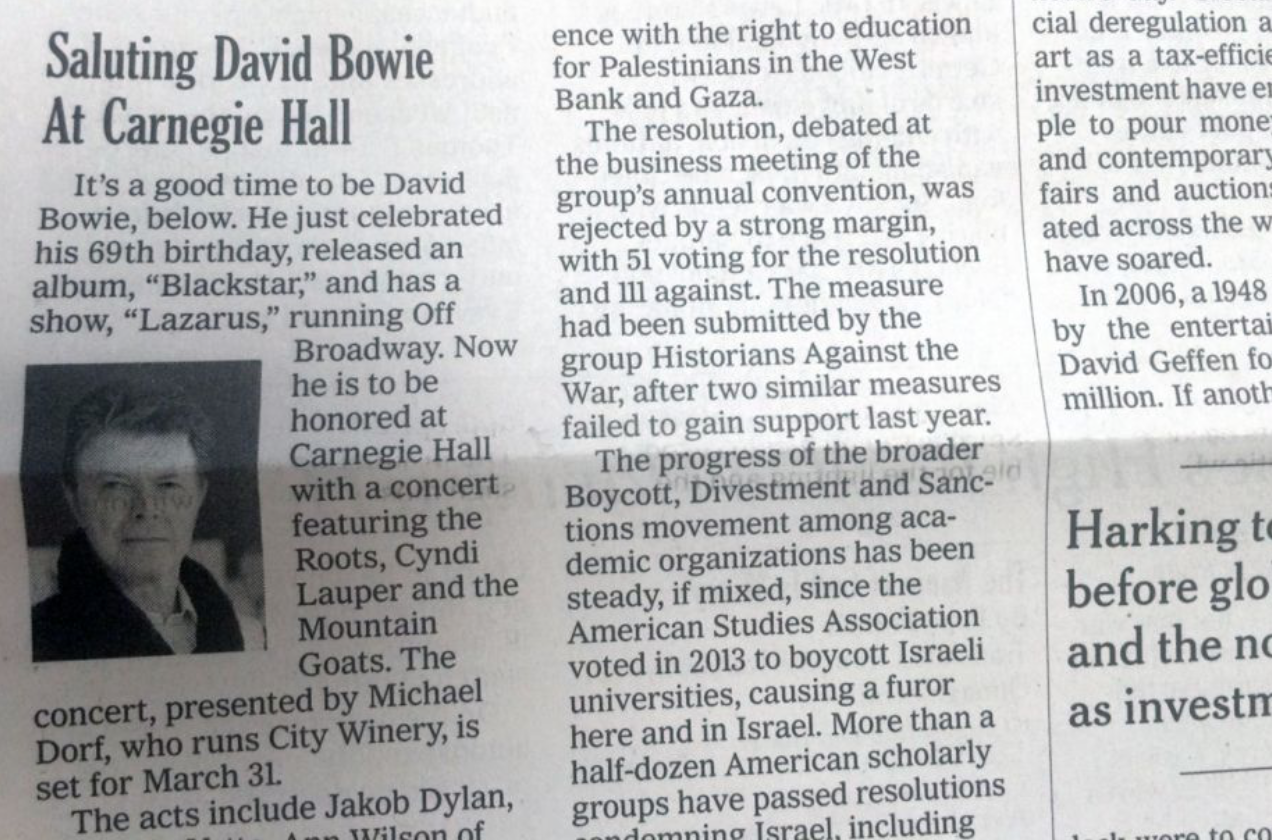 Saluting David Bowie
At Carnegie Hall
It's a good time to be David
Bowie, below. He just celebrated
his 69th birthday, released an
album, “Blackstar,” and has a
show, “Lazarus,” running Off
Broadway. Now
he is to be
honored at
Carnegie Hall
with a concert
featuring the
Roots, Cyndi
Lauper and the
Mountain
Goats. The
concert, presented by Michael
Dorf, who runs City Winery, is
set for March 31.
The acts include Jakob Dylan,
Ann Wilson of
ence with the right to education
for Palestinians in the West
Bank and Gaza.
The resolution, debated at
the business meeting of the
group's annual convention, was
rejected by a strong margin,
with 51 voting for the resolution
and 111 against. The measure
had been submitted by the
group Historians Against the
War, after two similar measures
failed to gain support last year.
The progress of the broader
Boycott, Divestment and Sanc-
tions movement among aca-
demic organizations has been
steady, if mixed, since the
American Studies Association
voted in 2013 to boycott Israeli
universities, causing a furor
here and in Israel. More than a
half-dozen American scholarly
groups have passed resolutions
condemning Israel, including
cial deregulation a
art as a tax-efficie
investment have en
ple to pour mone
and contemporary
fairs and auctions
ated across the w
have soared.
In 2006, a 1948
by the entertai
David Geffen fo
million. If anoth
Harking to
before glo
and the no
as investm